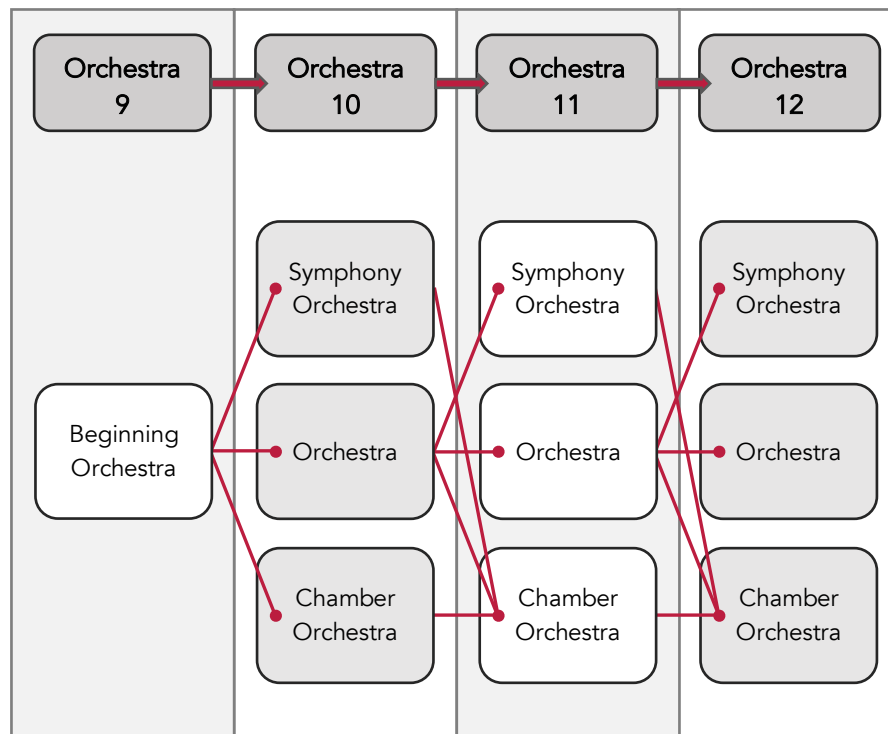 Orchestra
9
Orchestra
10
Orchestra
11
Orchestra
12
Symphony
Orchestra
Symphony
Orchestra
Symphony
Orchestra
Beginning
Orchestra
Orchestra
Orchestra
Orchestra
Chamber
Orchestra
Chamber
Orchestra
Chamber
Orchestra